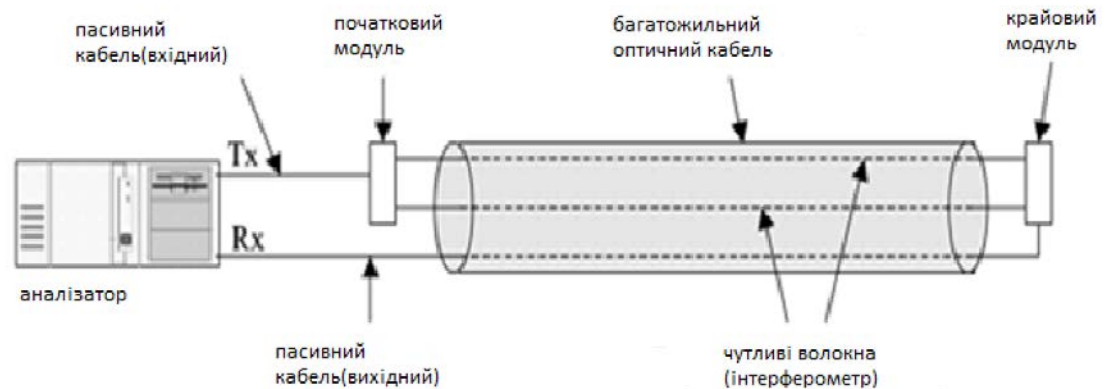 пасивний
кабель(вхідний)
початковий
модуль
багатожильний
оптичний кабель
крайовий
модуль
Tx
Rx
аналізатор
пасивний
кабель(вихідний)
чутливі волокна
(інтерферометр)